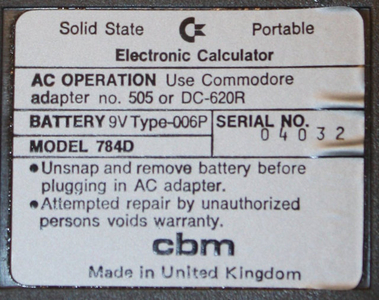 Solid State Portable
Electronic Calculator
AC OPERATION Use Commodore
adapter no. 505 or DC-620R
BATTERY 9V Type-006P SERIAL NO.
04032
MODEL 784D
•Unsnap and remove battery before
plugging in AC adapter.
•Attempted repair by unauthorized
persons voids warranty.
cbm
Made in United Kingdom